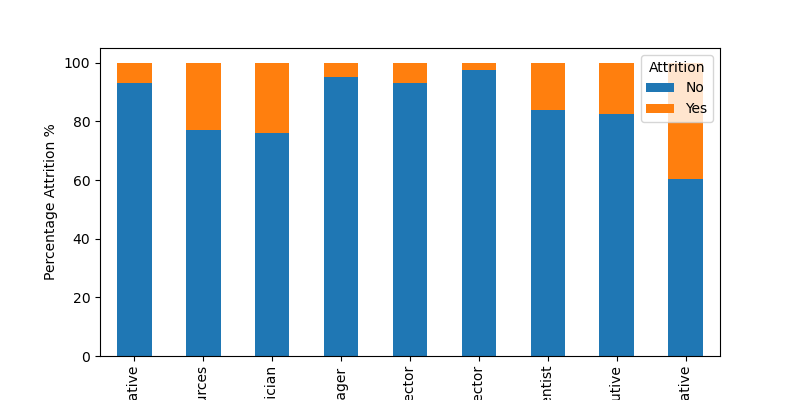 Attrition
No
Yes
Percentage Attrition %
100
80
60
40
20
0
ative
urces
ician
ager
ector
ector
entist
utive
ative